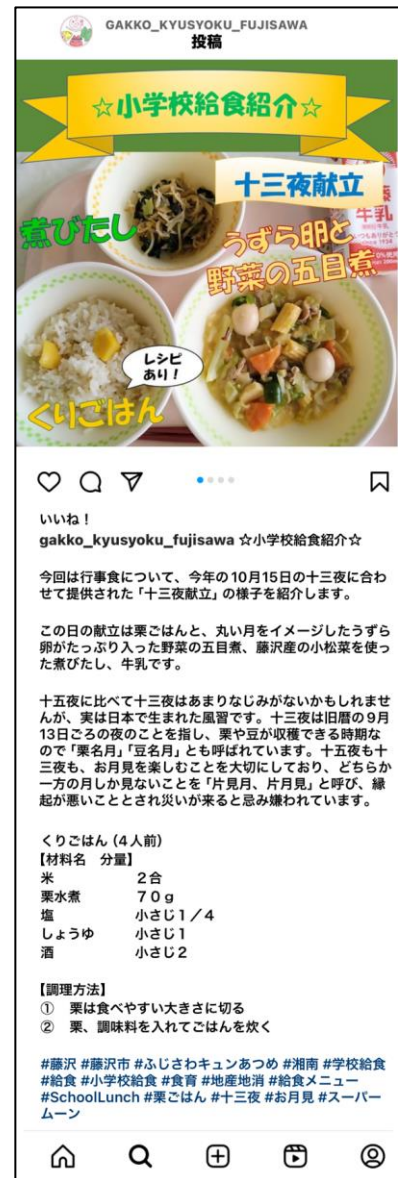 GAKKO_KYUSYOKU_FUJISAWA
投稿
☆小学校給食紹介☆
十三夜献立
煮びたし
うずら卵と
野菜の五目煮
牛乳
レシピ
あり！
くりごはん
いいね！
gakko_kyusyoku_fujisawa ☆小学校給食紹介☆
今回は行事食について、今年の10月15日の十三夜に合わ
せて提供された「十三夜献立」の様子を紹介します。
この日の献立は栗ごはんと、丸い月をイメージしたうずら
卵がたっぷり入った野菜の五目煮、藤沢産の小松菜を使っ
た煮びたし、牛乳です。
十五夜に比べて十三夜はあまりなじみがないかもしれませ
んが、実は日本で生まれた風習です。十三夜は旧暦の9月
13日ごろの夜のことを指し、栗や豆が収穫できる時期な
ので「栗名月」「豆名月」とも呼ばれています。十五夜も十
三夜も、お月見を楽しむことを大切にしており、どちらか
一方の月しか見ないことを「片見月、片月見」と呼び、縁
起が悪いこととされ災いが来ると忌み嫌われています。
くりごはん（4人前）
【材料名　分量】
米　2合
栗水煮　70g
塩　小さじ1／4
しょうゆ　小さじ1
酒　小さじ2
【調理方法】
①　栗は食べやすい大きさに切る
②　栗、調味料を入れてごはんを炊く
#藤沢 #藤沢市 #ふじさわキュンあつめ #湘南 #学校給食
#給食 #小学校給食 #食育 #地産地消 #給食メニュー
#SchoolLunch #栗ごはん #十三夜 #お月見 #スーパー
ムーン